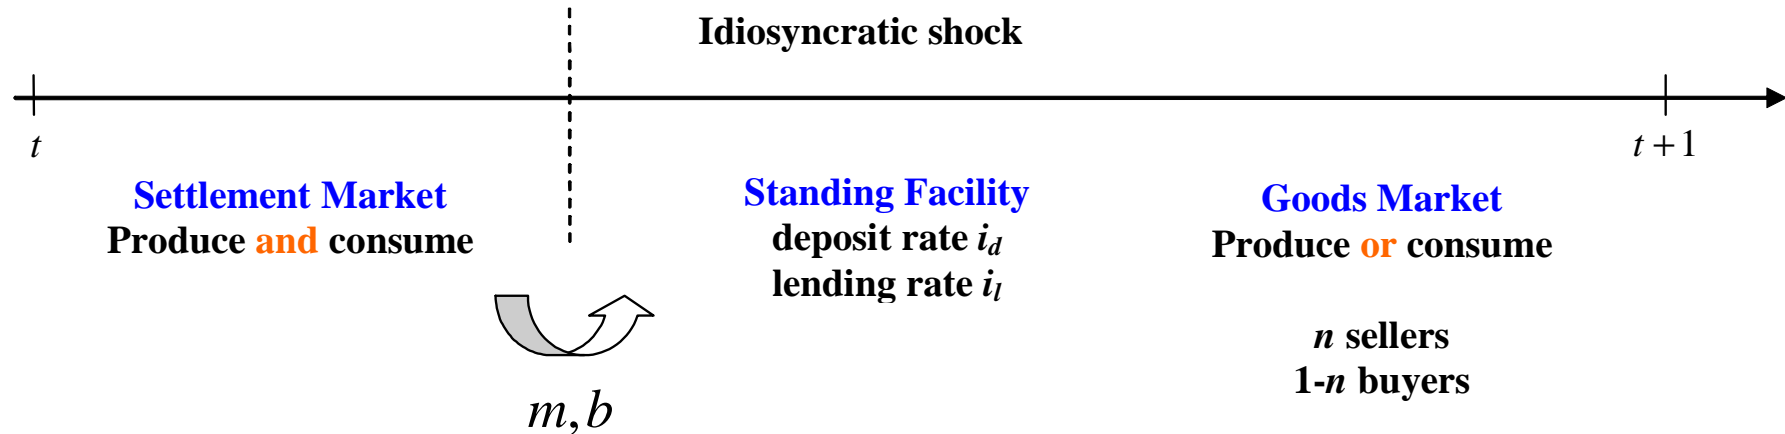 Idiosyncratic shock
t
t + 1
Settlement Market
Produce and consume
Standing Facility
deposit rate i_d
lending rate i_l
Goods Market
Produce or consume
n sellers
1-n buyers
m, b